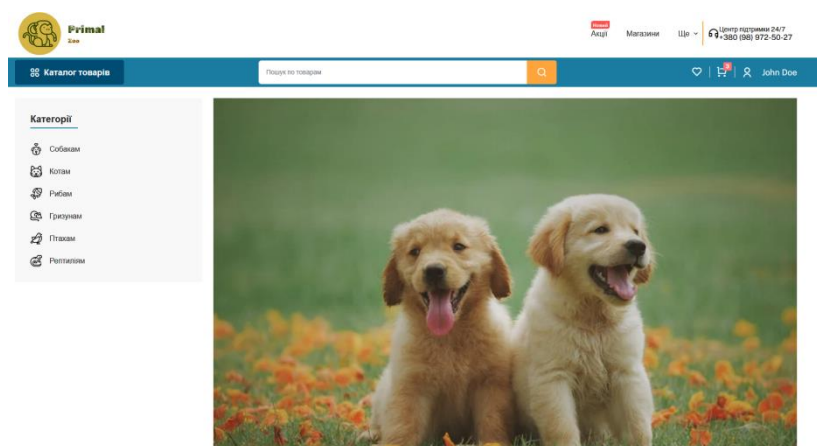 Primal
Zoo
Новий
Акції
Магазини
Ще
Центр підтримки 24/7
+380 (98) 972-50-27
Каталог товарів
Пошук по товарам
John Doe
Категорії
Собакам
Котам
Рибам
Гризунам
Птахам
Рептиліям